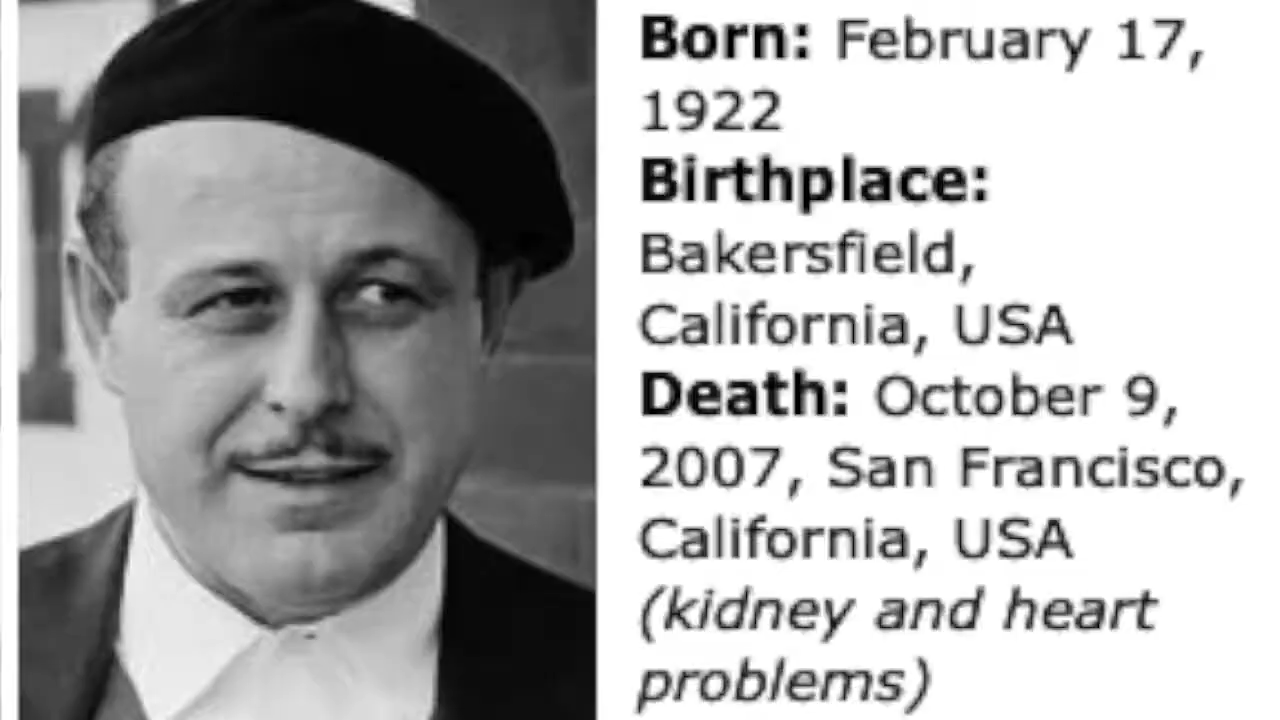 Born: February 17,
1922
Birthplace:
Bakersfield,
California, USA
Death: October 9,
2007, San Francisco,
California, USA
(kidney and heart
problems)